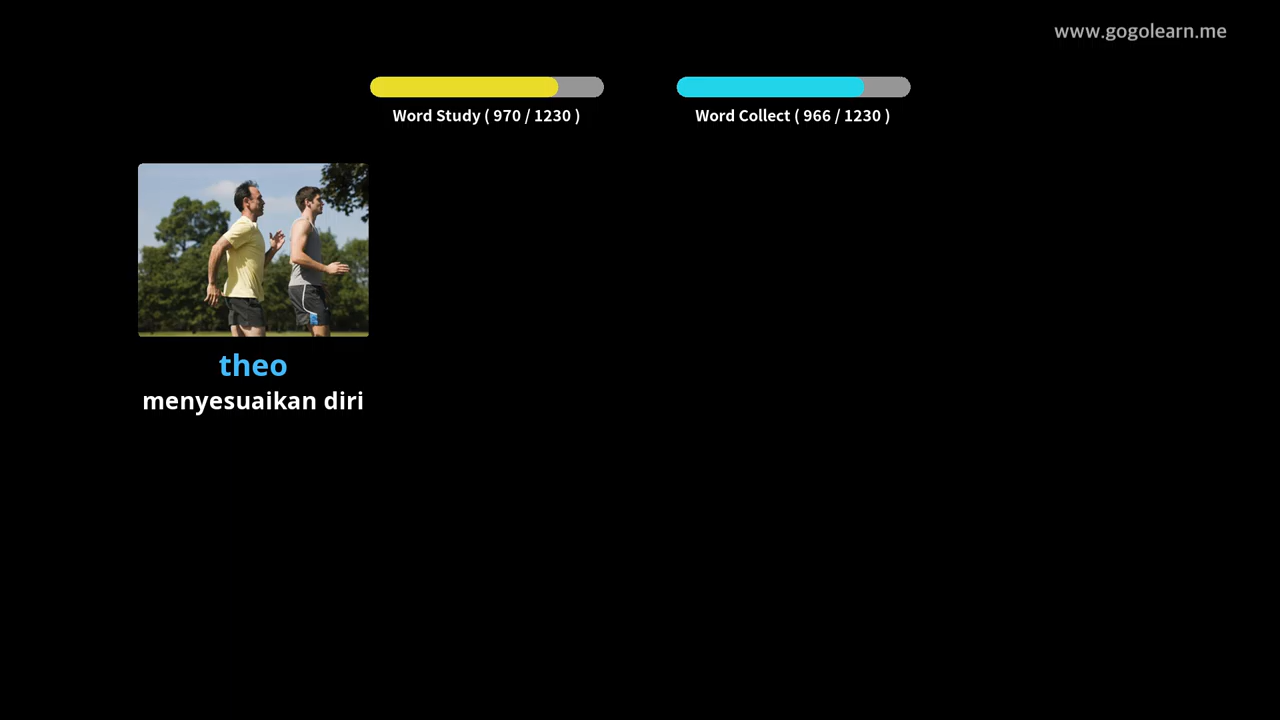 www.gogolearn.me
Word Study ( 970 / 1230 )
Word Collect ( 966 / 1230 )
theo
menyesuaikan diri